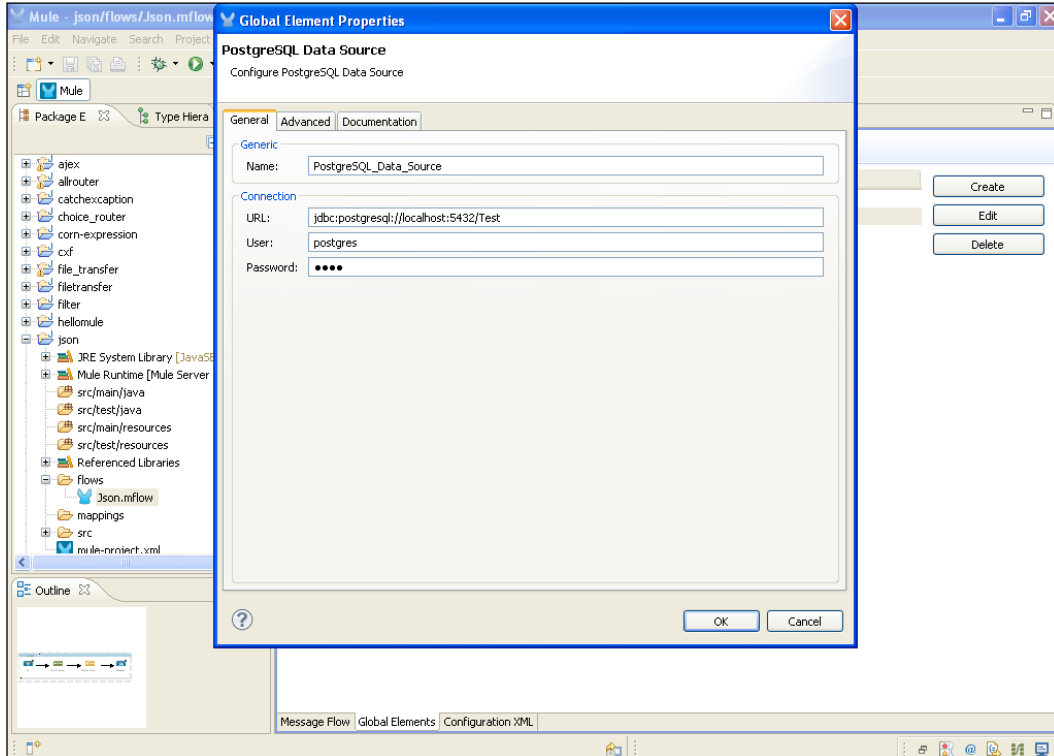 Mule - json/flows/Json.mflow
Global Element Properties
File Edit Navigate Search Project
PostgreSQL Data Source
Configure PostgreSQL Data Source
Mule
Package E
Type Hiera
General Advanced Documentation
Generic
Name: PostgreSQL_Data_Source
Connection
URL: jdbc:postgresql://localhost:5432/Test
User: postgres
Password: ●●●●
Create
Edit
Delete
ajex
allrouter
catchexcaption
choice_router
corn-expression
cxf
file_transfer
filetransfer
filter
hellomule
json
JRE System Library [JavaSE
Mule Runtime [Mule Server
src/main/java
src/test/java
src/main/resources
src/test/resources
Referenced Libraries
flows
Json.mflow
mappings
src
mule-project.xml
Outline
OK Cancel
Message Flow Global Elements Configuration XML